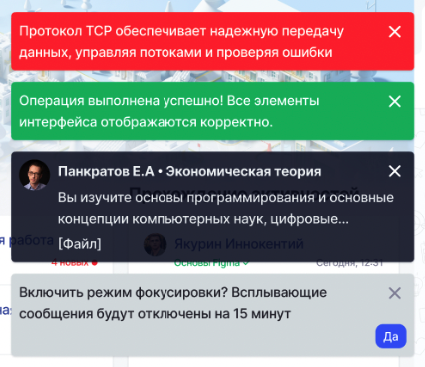 Протокол TCP обеспечивает надежную передачу
данных, управляя потоками и проверяя ошибки
Операция выполнена успешно! Все элементы
интерфейса отображаются корректно.
Панкратов Е.А • Экономическая теория
Вы изучите основы программирования и основные
концепции компьютерных наук, цифровые...
[Файл]
я работа
Якурин Иннокентий
4 новых
Основы Figma
Сегодня, 12:31
Включить режим фокусировки? Всплывающие
сообщения будут отключены на 15 минут
Да